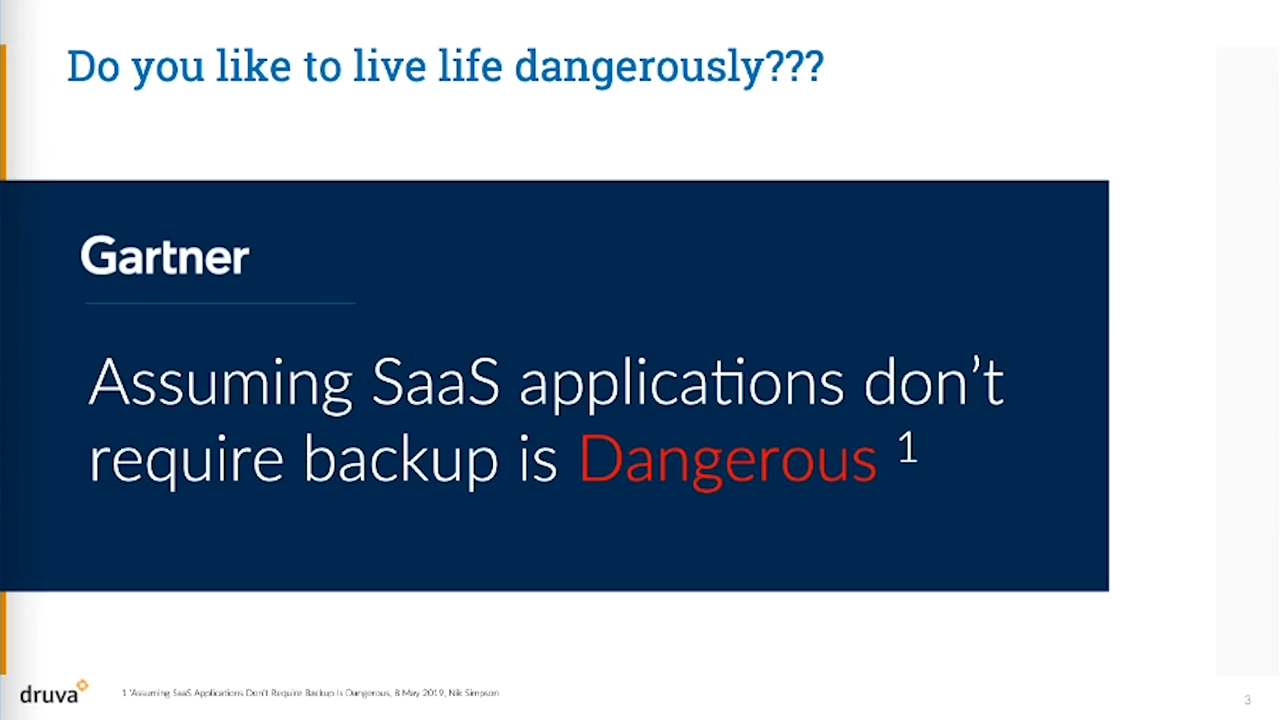 Do you like to live life dangerously???
Gartner
Assuming SaaS applications don't
require backup is Dangerous 1
druva
1 'Assuming SaaS Applications Don't Require Backup Is Dangerous, 8 May 2019, Nik Simpson
3